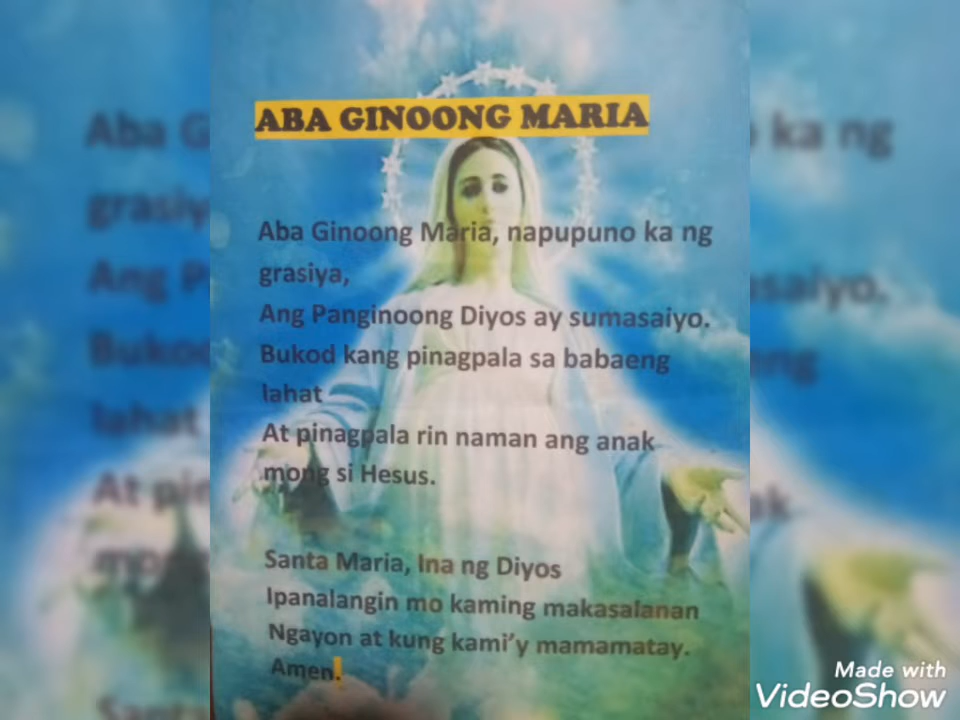 ABA GINOONG MARIA
Aba Ginoong Maria, napupuno ka ng
grasiya,
Ang Panginoong Diyos ay sumasaiyo.
Bukod kang pinagpala sa babaeng
lahat
At pinagpala rin naman ang anak
mong si Hesus.
Santa Maria, Ina ng Diyos
Ipanalangin mo kaming makasalanan
Ngayon at kung kami'y mamamatay.
Amen.
Made with
VideoShow